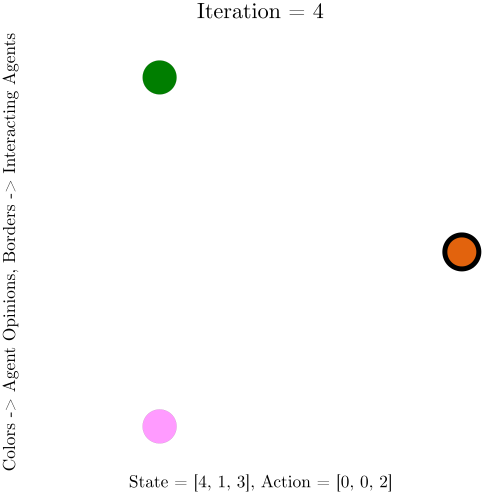 Iteration = 4
Colors -> Agent Opinions, Borders -> Interacting Agents
State = [4, 1, 3], Action = [0, 0, 2]